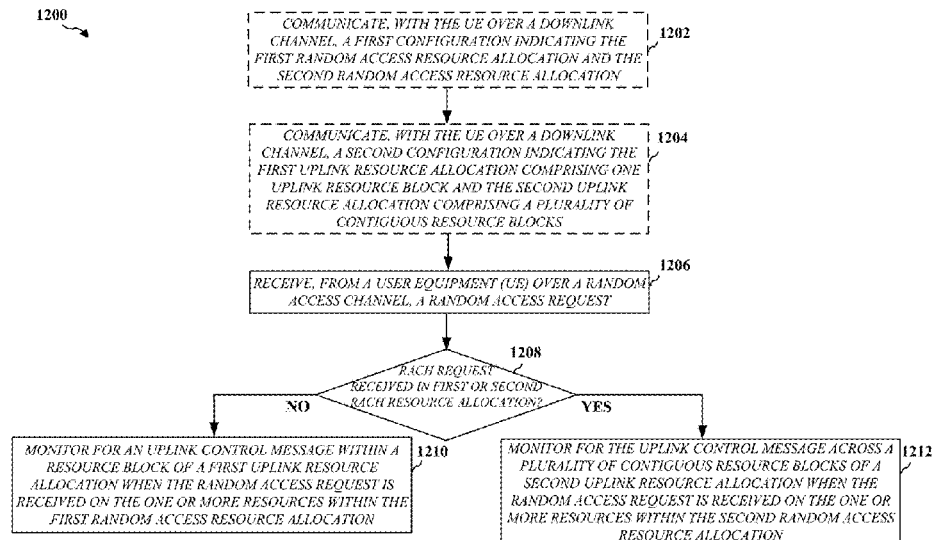 1200
COMMUNICATE, WITH THE UE OVER A DOWNLINK
CHANNEL, A FIRST CONFIGURATION INDICATING THE
FIRST RANDOM ACCESS RESOURCE ALLOCATION AND THE
SECOND RANDOM ACCESS RESOURCE ALLOCATION
1202
COMMUNICATE, WITH THE UE OVER A DOWNLINK
CHANNEL, A SECOND CONFIGURATION INDICATING THE
FIRST UPLINK RESOURCE ALLOCATION COMPRISING ONE
UPLINK RESOURCE BLOCK AND THE SECOND UPLINK
RESOURCE ALLOCATION COMPRISING A PLURALITY OF
CONTIGUOUS RESOURCE BLOCKS
1204
RECEIVE, FROM A USER EQUIPMENT (UE) OVER A RANDOM
ACCESS CHANNEL, A RANDOM ACCESS REQUEST
1206
RACH REQUEST
RECEIVED IN FIRST OR SECOND
RACH RESOURCE ALLOCATION?
1208
NO
YES
MONITOR FOR AN UPLINK CONTROL MESSAGE WITHIN A
RESOURCE BLOCK OF A FIRST UPLINK RESOURCE
ALLOCATION WHEN THE RANDOM ACCESS REQUEST IS
RECEIVED ON THE ONE OR MORE RESOURCES WITHIN THE
FIRST RANDOM ACCESS RESOURCE ALLOCATION
1210
MONITOR FOR THE UPLINK CONTROL MESSAGE ACROSS A
PLURALITY OF CONTIGUOUS RESOURCE BLOCKS OF A
SECOND UPLINK RESOURCE ALLOCATION WHEN THE
RANDOM ACCESS REQUEST IS RECEIVED ON THE ONE OR
MORE RESOURCES WITHIN THE SECOND RANDOM ACCESS
RESOURCE ALLOCATION
1212